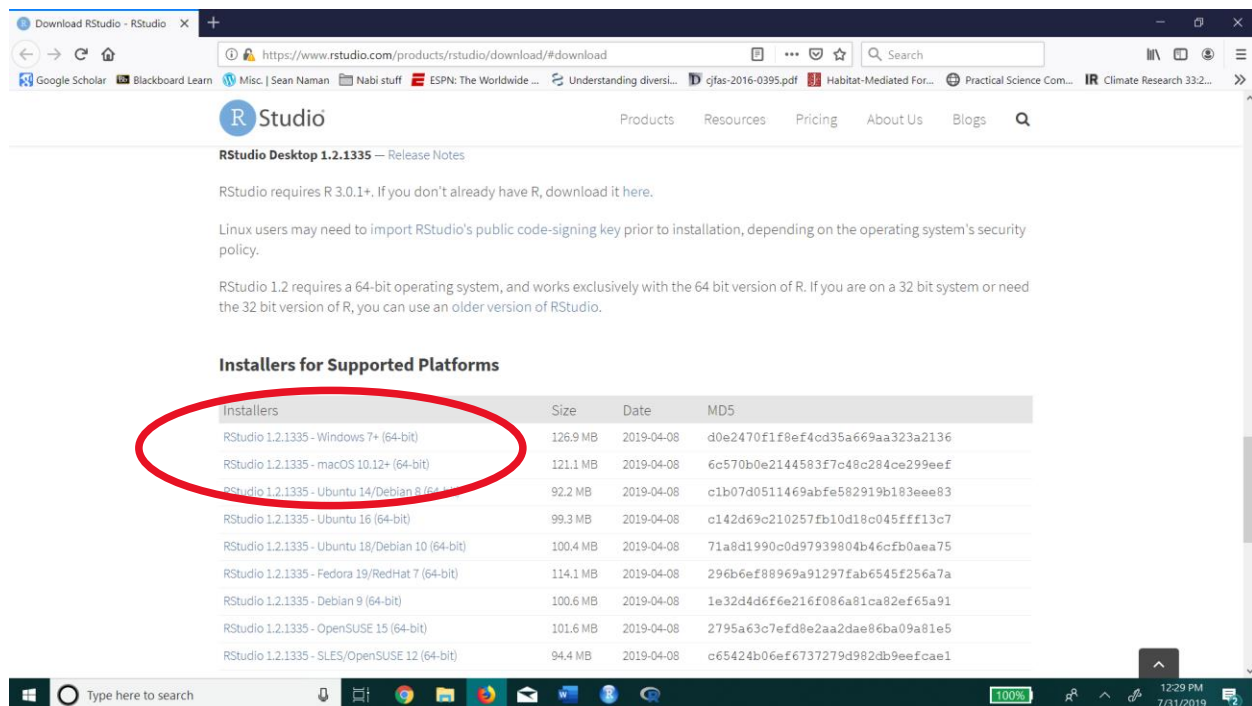 Download RStudio - RStudio
https://www.rstudio.com/products/rstudio/download/#download
Search
Google Scholar Blackboard Learn Misc. | Sean Naman Nabi stuff ESPN: The Worldwide ... Understanding diversi... cjfas-2016-0395.pdf Habitat-Mediated For... Practical Science Com... IR Climate Research 33:2...
R Studio Products Resources Pricing About Us Blogs
RStudio Desktop 1.2.1335 — Release Notes
RStudio requires R 3.0.1+. If you don't already have R, download it here.
Linux users may need to import RStudio's public code-signing key prior to installation, depending on the operating system's security
policy.
RStudio 1.2 requires a 64-bit operating system, and works exclusively with the 64 bit version of R. If you are on a 32 bit system or need
the 32 bit version of R, you can use an older version of RStudio.
Installers for Supported Platforms
Installers Size Date MD5
RStudio 1.2.1335 - Windows 7+ (64-bit) 126.9 MB 2019-04-08 d0e2470f1f8ef4cd35a669aa323a2136
RStudio 1.2.1335 - macOS 10.12+ (64-bit) 121.1 MB 2019-04-08 6c570b0e2144583f7c48c284ce299eef
RStudio 1.2.1335 - Ubuntu 14/Debian 8 (64-bit) 92.2 MB 2019-04-08 c1b07d0511469abfe582919b183eee83
RStudio 1.2.1335 - Ubuntu 16 (64-bit) 99.3 MB 2019-04-08 c142d69c210257fb10d18c045fff13c7
RStudio 1.2.1335 - Ubuntu 18/Debian 10 (64-bit) 100.4 MB 2019-04-08 71a8d1990c0d97939804b46cfb0aea75
RStudio 1.2.1335 - Fedora 19/RedHat 7 (64-bit) 114.1 MB 2019-04-08 296b6ef88969a91297fab6545f256a7a
RStudio 1.2.1335 - Debian 9 (64-bit) 100.6 MB 2019-04-08 1e32d4d6f6e216f086a81ca82ef65a91
RStudio 1.2.1335 - OpenSUSE 15 (64-bit) 101.6 MB 2019-04-08 2795a63c7efd8e2aa2dae86ba09a81e5
RStudio 1.2.1335 - SLES/OpenSUSE 12 (64-bit) 94.4 MB 2019-04-08 c65424b06ef6737279d982db9eefcae1
Type here to search 100% 12:29 PM
7/31/2019